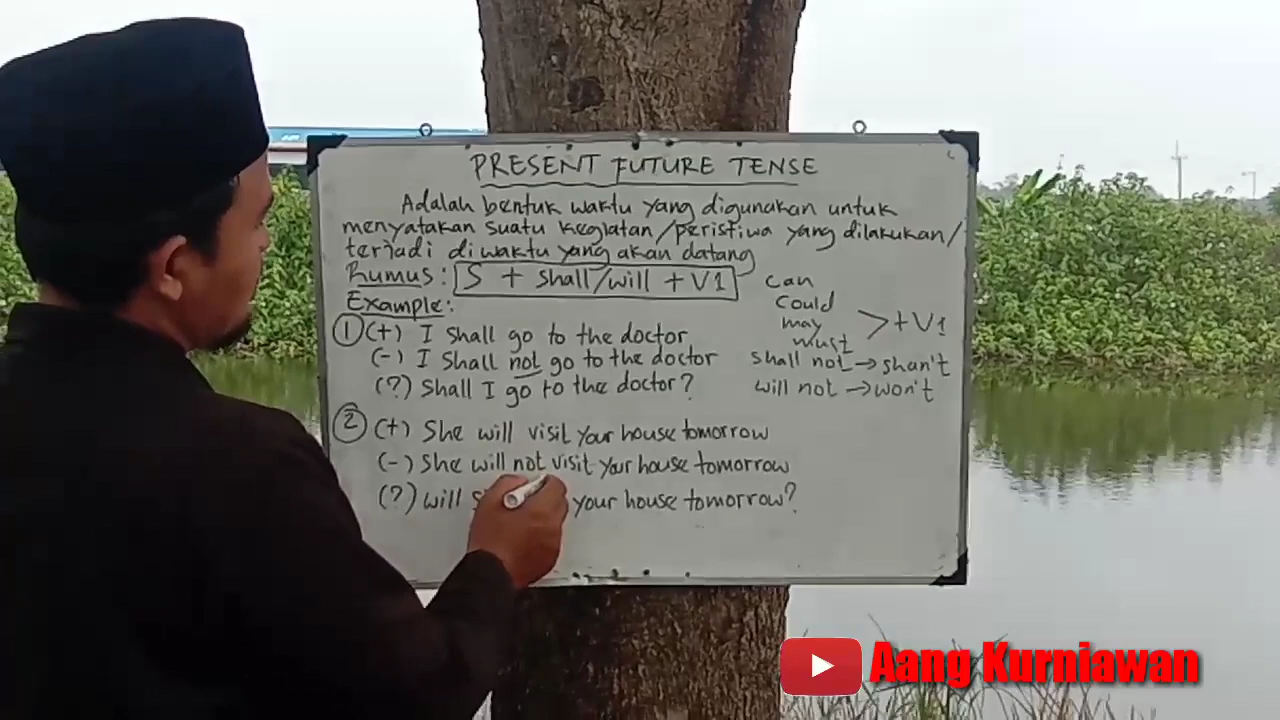 PRESENT FUTURE TENSE
Adalah bentuk waktu yang digunakan untuk
menyatakan suatu kegiatan/peristiwa yang dilakukan/
terjadi diwaktu yang akan datang
Rumus: S + shall/will + V1
Example:
can
could
may
must
>+V1
shall not → shan't
will not → won't
① (+) I shall go to the doctor
(-) I shall not go to the doctor
(?) Shall I go to the doctor?
② (+) She will visit your house tomorrow
(-) She will not visit your house tomorrow
(?) will your house tomorrow?
Aang Kurniawan